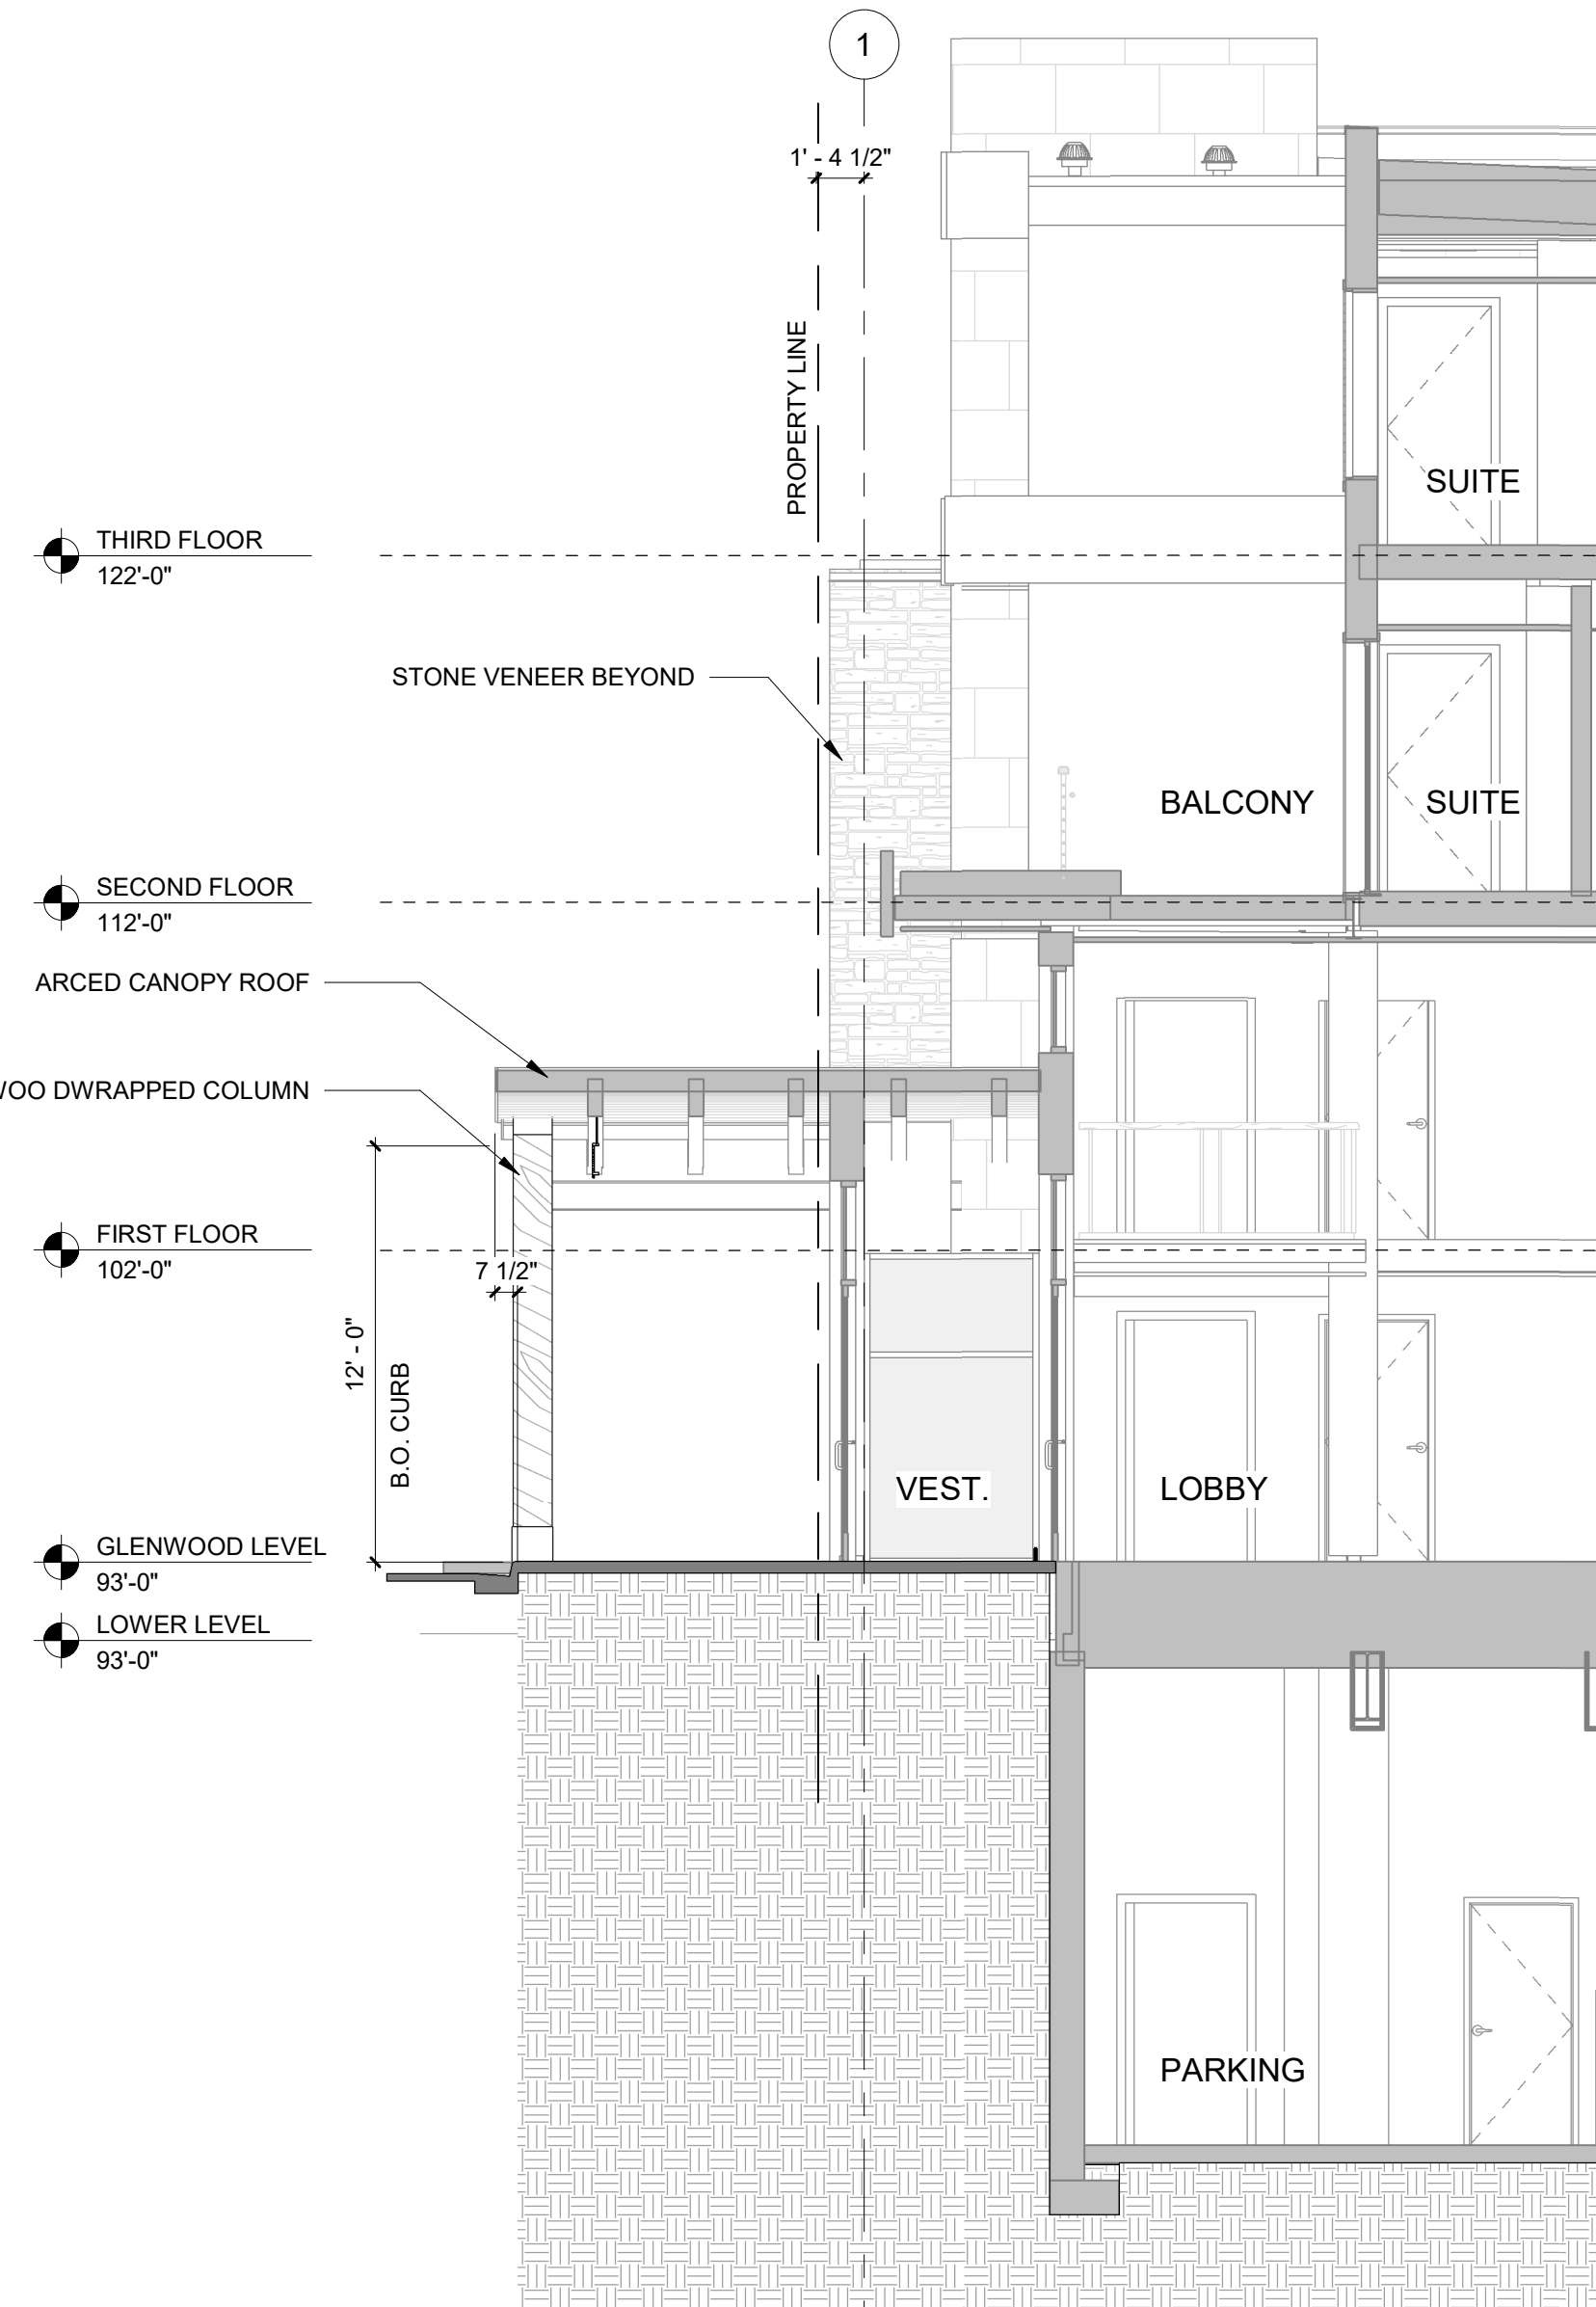 1
1' - 4 1/2"
PROPERTY LINE
SUITE
THIRD FLOOR
122'-0"
STONE VENEER BEYOND
BALCONY
SUITE
SECOND FLOOR
112'-0"
ARCED CANOPY ROOF
WOO DWRAPPED COLUMN
FIRST FLOOR
102'-0"
7 1/2"
12' - 0"
B.O. CURB
VEST.
LOBBY
GLENWOOD LEVEL
93'-0"
LOWER LEVEL
93'-0"
PARKING